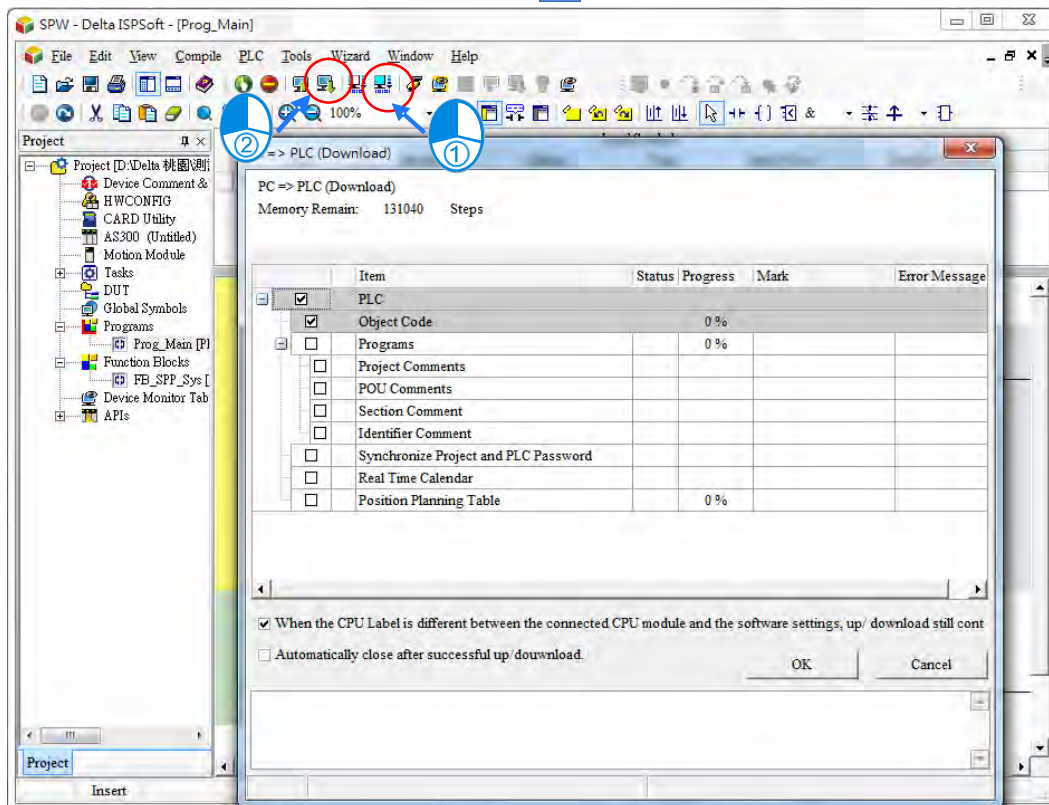 SPW - Delta ISPSoft - [Prog_Main]
File Edit View Compile PLC Tools Wizard Window Help
100%
② ①
Project
Project [D:\Delta 桃園\測
Device Comment &
HWCONFIG
CARD Utility
AS300 (Untitled)
Motion Module
Tasks
DUT
Global Symbols
Programs
Prog_Main [P
Function Blocks
FB_SPP_Sys [
Device Monitor Tab
APIs
Project
Insert
=> PLC (Download)
PC => PLC (Download)
Memory Remain: 131040 Steps
Item Status Progress Mark Error Message
PLC
Object Code 0 %
Programs 0 %
Project Comments
POU Comments
Section Comment
Identifier Comment
Synchronize Project and PLC Password
Real Time Calendar
Position Planning Table 0 %
When the CPU Label is different between the connected CPU module and the software settings, up/ download still cont
Automatically close after successful up/douwnload.
OK Cancel